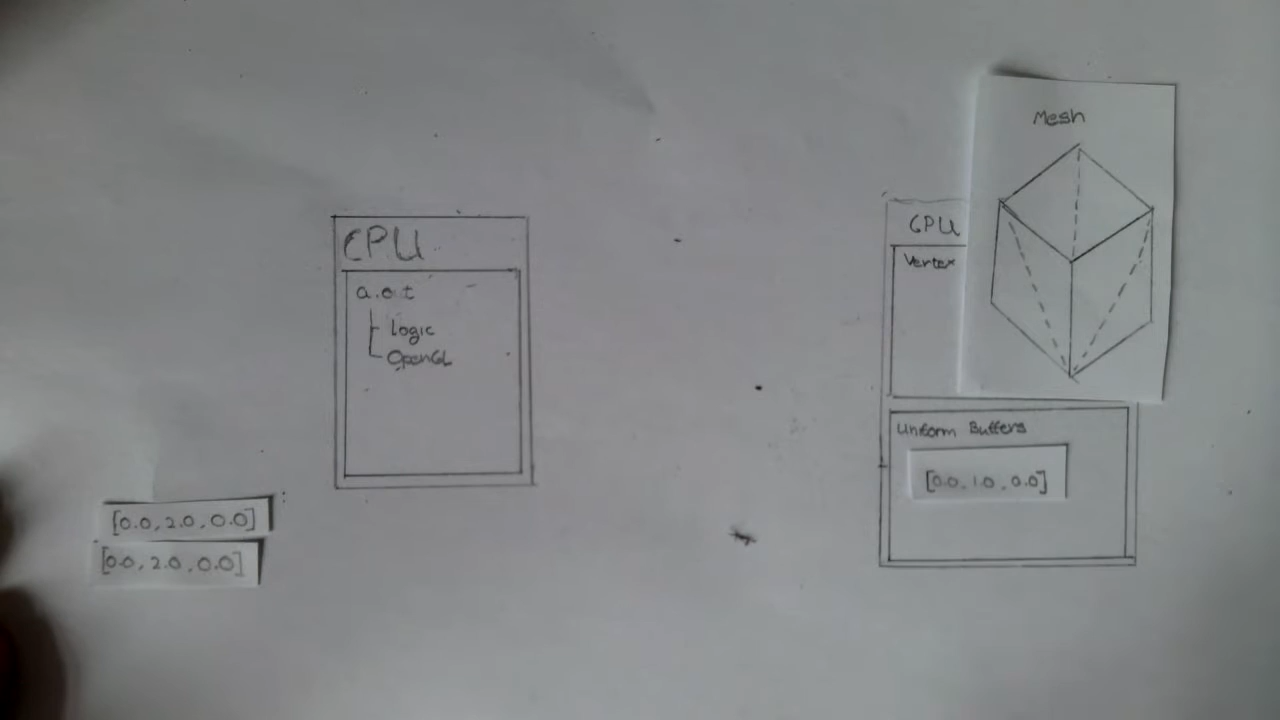 CPU
a.out
logic
OpenGL
[0.0, 2.0, 0.0]
[0.0, 2.0, 0.0]
Mesh
GPU
Vertex
Uniform Buffers
[0.0, 1.0, 0.0]